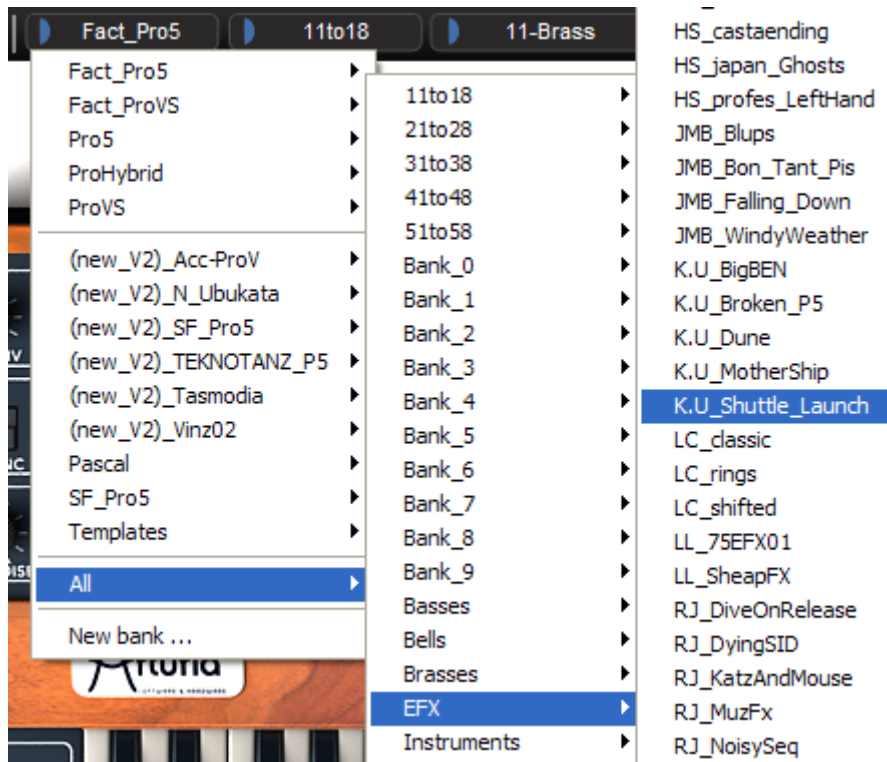 Fact_Pro5
11to18
11-Brass
Fact_Pro5
Fact_ProVS
Pro5
ProHybrid
ProVS
(new_V2)_Acc-ProV
(new_V2)_N_Ubukata
(new_V2)_SF_Pro5
(new_V2)_TEKNOTANZ_P5
(new_V2)_Tasmodia
(new_V2)_Vinz02
Pascal
SF_Pro5
Templates
All
New bank ...
11to18
21to28
31to38
41to48
51to58
Bank_0
Bank_1
Bank_2
Bank_3
Bank_4
Bank_5
Bank_6
Bank_7
Bank_8
Bank_9
Basses
Bells
Brasses
EFX
Instruments
HS_castaending
HS_japan_Ghosts
HS_profes_LeftHand
JMB_Blups
JMB_Bon_Tant_Pis
JMB_Falling_Down
JMB_WindyWeather
K.U_BigBEN
K.U_Broken_P5
K.U_Dune
K.U_MotherShip
K.U_Shuttle_Launch
LC_classic
LC_rings
LC_shifted
LL_75EFX01
LL_SheapFX
RJ_DiveOnRelease
RJ_DyingSID
RJ_KatzAndMouse
RJ_MuzFx
RJ_NoisySeq
Arturia
SOFTWARE & HARDWARE